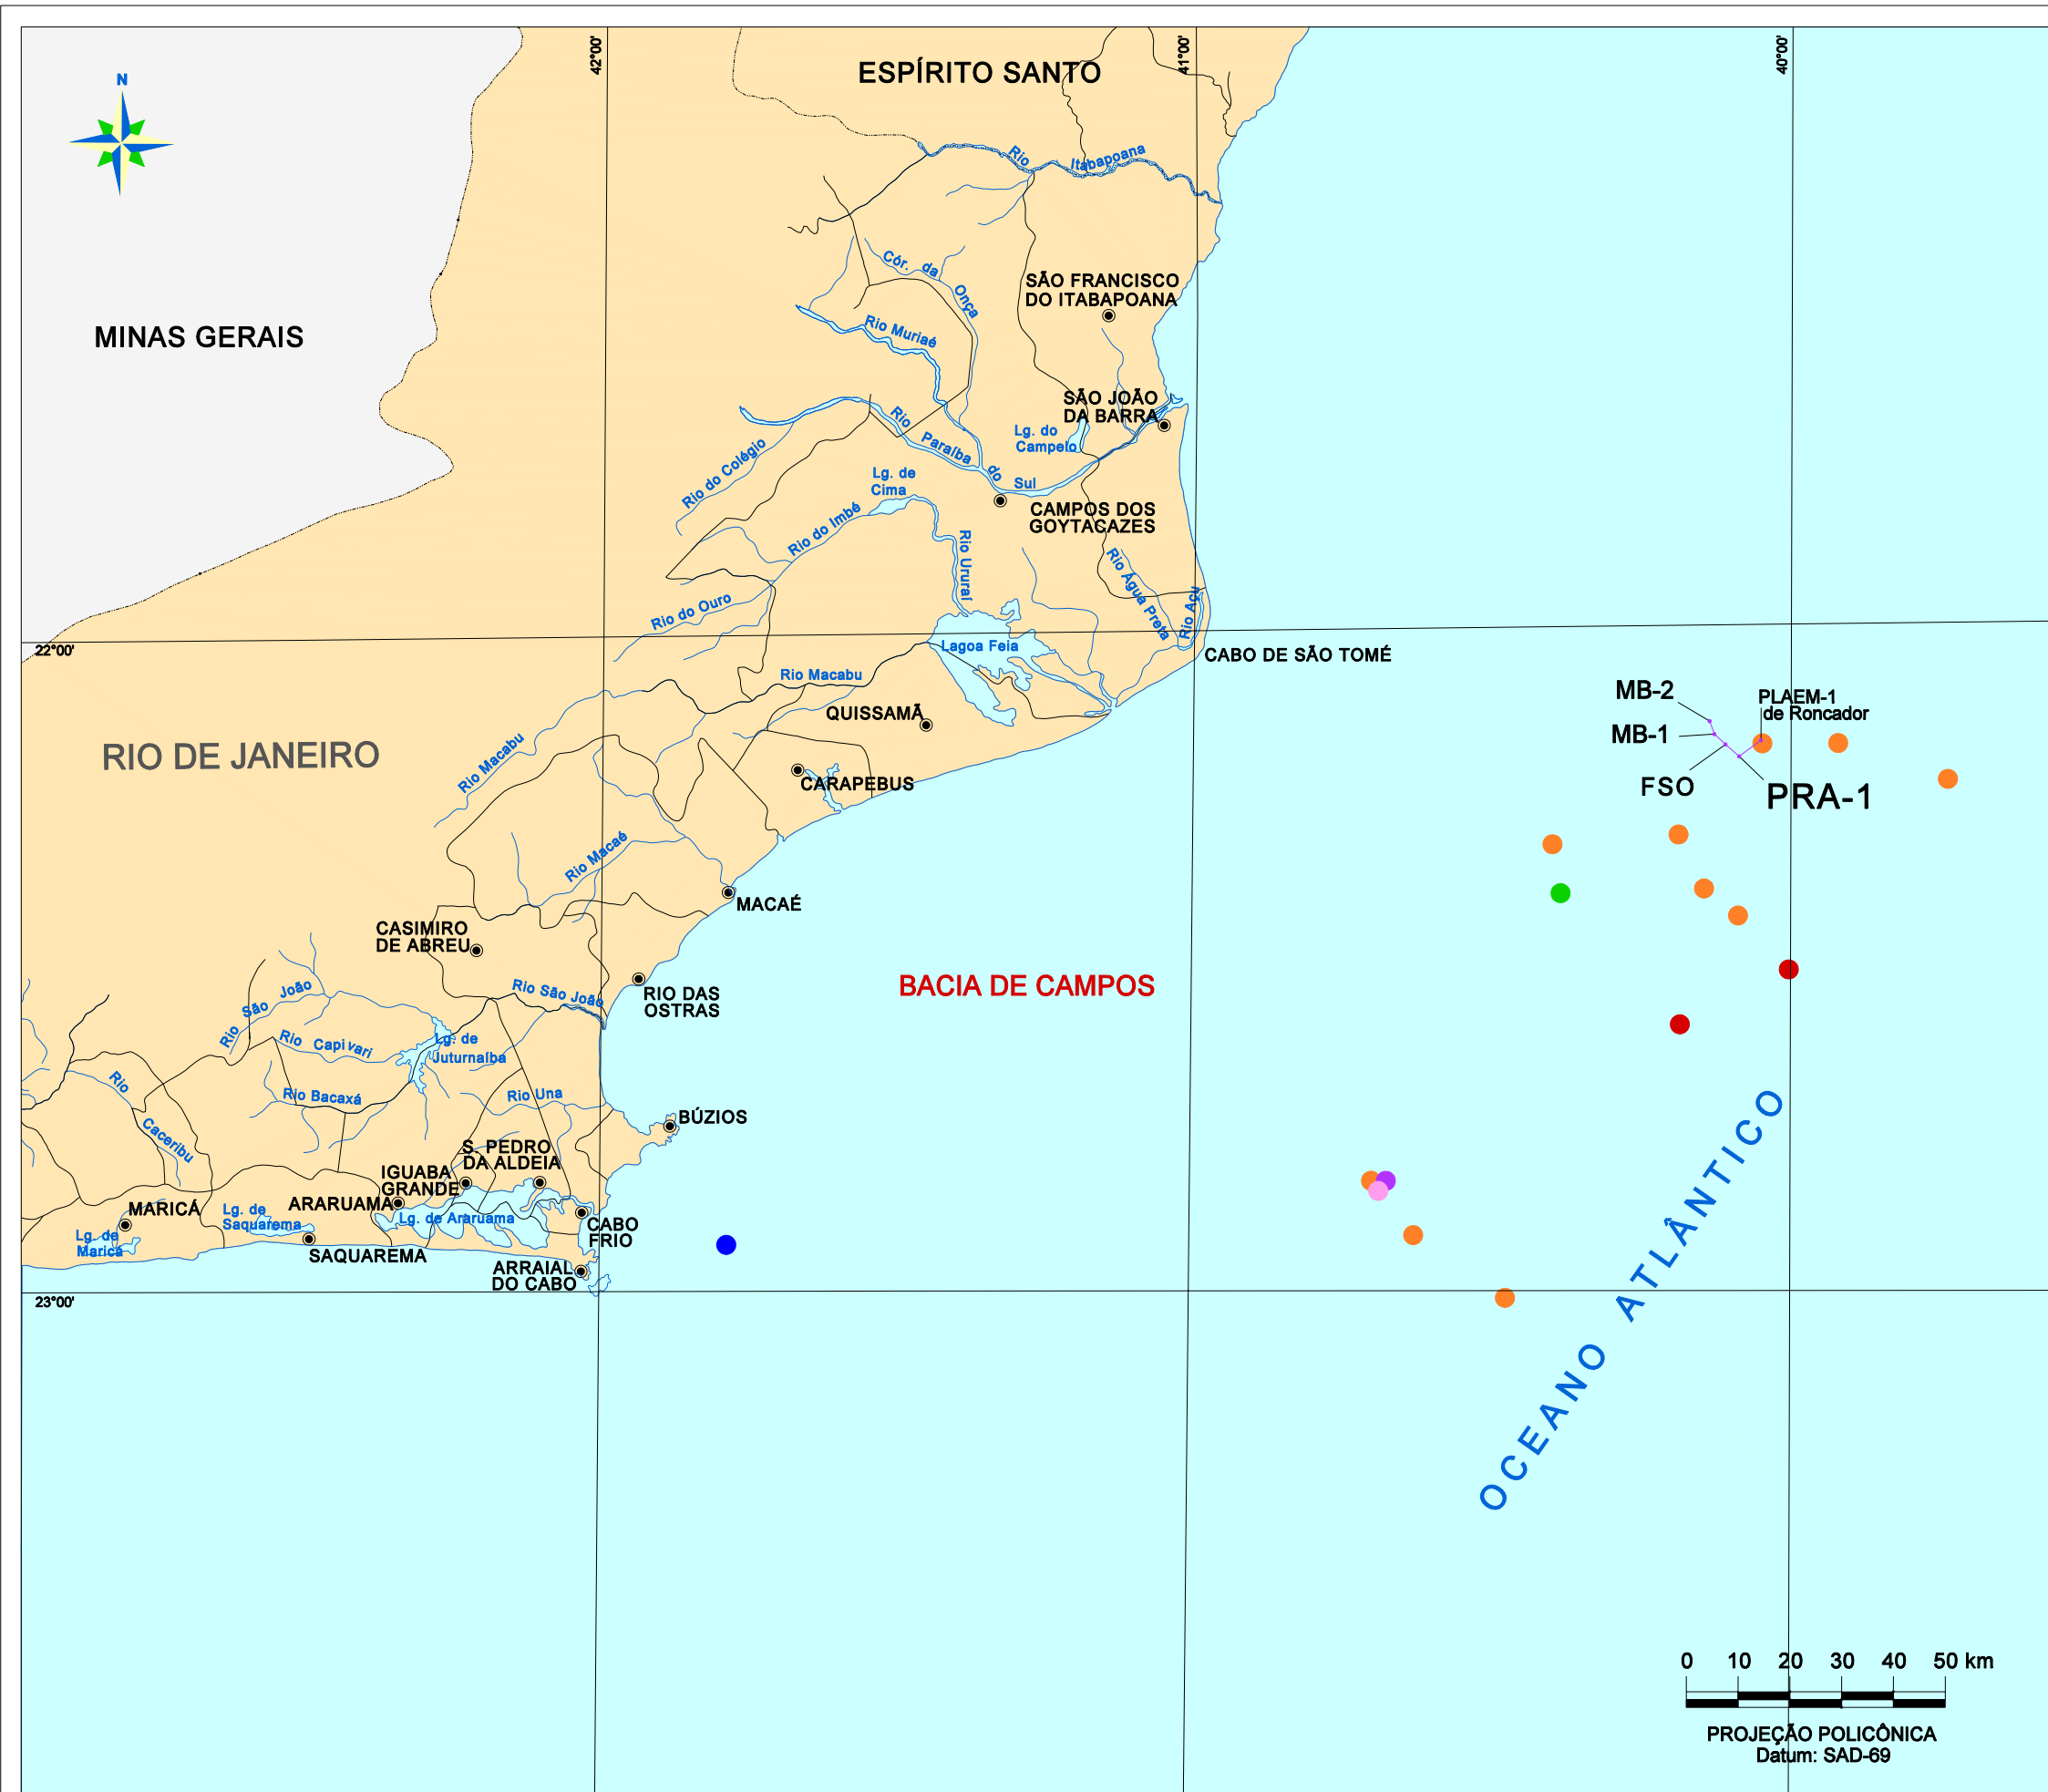 42°00'
41°00'
40°00'
N
ESPÍRITO SANTO
Rio Itabapoana
Cór. da Onça
SÃO FRANCISCO
DO ITABAPOANA
MINAS GERAIS
Rio Muriaé
SÃO JOÃO
DA BARRA
Rio Paraíba do Sul
Lg. do
Campelo
Rio do Colégio
Lg. de
Cima
CAMPOS DOS
GOYTACAZES
Rio do Imbé
Rio Ururaí
Rio Água Preta
Rio Açu
Rio do Ouro
22°00'
Lagoa Feia
CABO DE SÃO TOMÉ
Rio Macabu
QUISSAMÃ
MB-2
PLAEM-1
de Roncador
MB-1
FSO
PRA-1
RIO DE JANEIRO
Rio Macabu
CARAPEBUS
Rio Macaé
MACAÉ
CASIMIRO
DE ABREU
BACIA DE CAMPOS
Rio São João
Rio São João
RIO DAS
OSTRAS
Rio Capivari
Lg. de
Juturnaíba
Rio Bacaxá
Rio Una
Rio Caceribu
BÚZIOS
S. PEDRO
DA ALDEIA
IGUABA
GRANDE
ARARUAMA
MARICÁ
Lg. de
Saquarema
Lg. de Araruama
Lg. de
Maricá
CABO
FRIO
SAQUAREMA
ARRAIAL
DO CABO
23°00'
OCEANO ATLÂNTICO
0 10 20 30 40 50 km
PROJEÇÃO POLICÔNICA
Datum: SAD-69